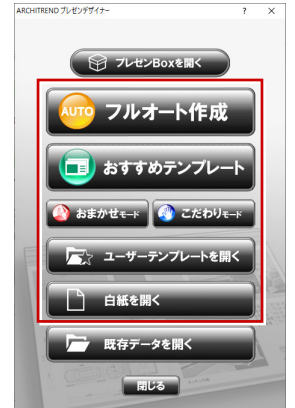 ARCHITREND プレゼンデザイナー ? ×
プレゼンBoxを開く
AUTO フルオート作成
おすすめテンプレート
おまかせモード こだわりモード
ユーザーテンプレートを開く
白紙を開く
既存データを開く
閉じる